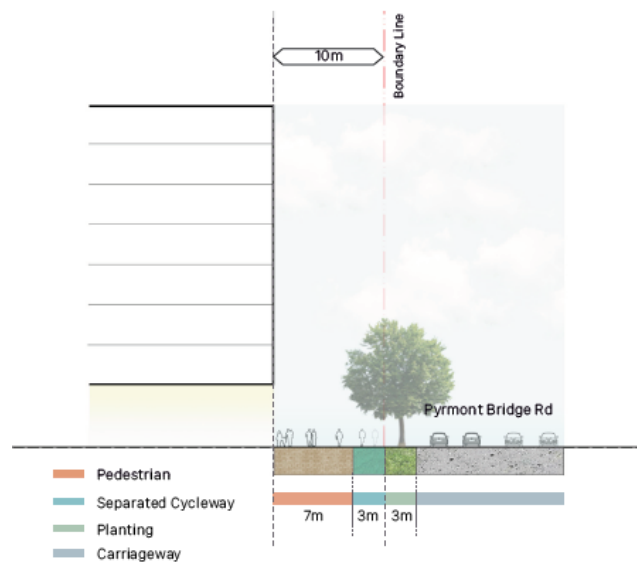 10m
Boundary Line
Pyrmont Bridge Rd
Pedestrian
Separated Cycleway
Planting
Carriageway
7m
3m
3m